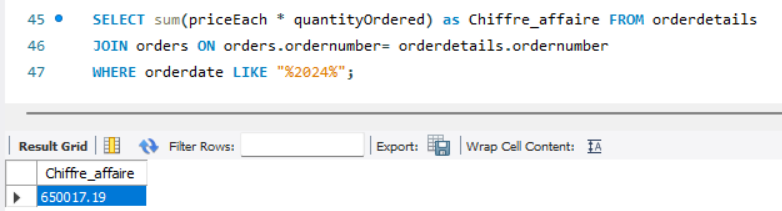 45 SELECT sum(priceEach * quantityOrdered) as Chiffre_affaire FROM orderdetails
46 JOIN orders ON orders.ordernumber= orderdetails.ordernumber
47 WHERE orderdate LIKE "%2024%";
Result Grid Filter Rows: Export: Wrap Cell Content: IA
Chiffre_affaire
650017.19